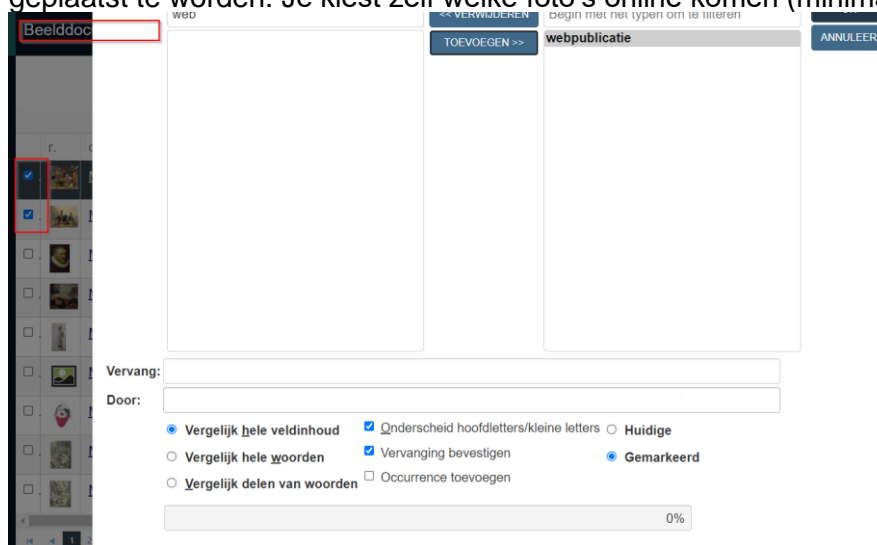 geplaatst te worden. Je kiest zelf welke foto's online komen (minima
web
<< VERWIJDEREN
Begin met het typen om te filteren
Beelddoc
TOEVOEGEN >>
webpublicatie
ANNULEER
r.
Vervang:
Door:
Vergelijk hele veldinhoud
Onderscheid hoofdletters/kleine letters
Huidige
Vergelijk hele woorden
Vervanging bevestigen
Gemarkeerd
Vergelijk delen van woorden
Occurrence toevoegen
0%
1 2